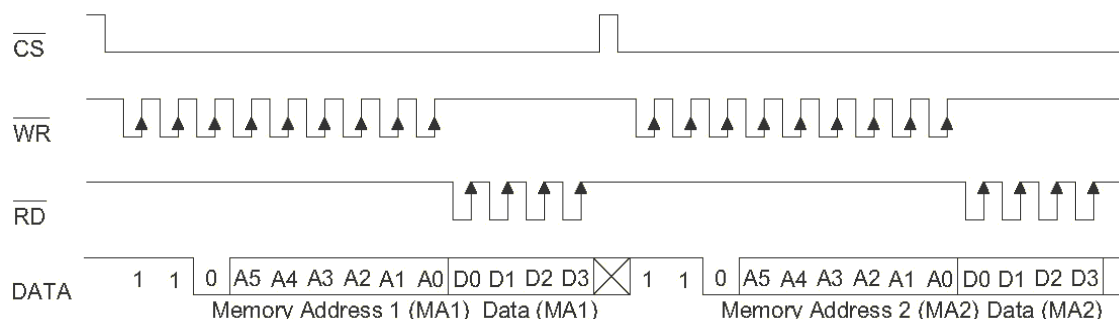 CS
WR
RD
DATA 1 1 0 A5 A4 A3 A2 A1 A0 D0 D1 D2 D3 1 1 0 A5 A4 A3 A2 A1 A0 D0 D1 D2 D3
Memory Address 1 (MA1) Data (MA1) Memory Address 2 (MA2) Data (MA2)